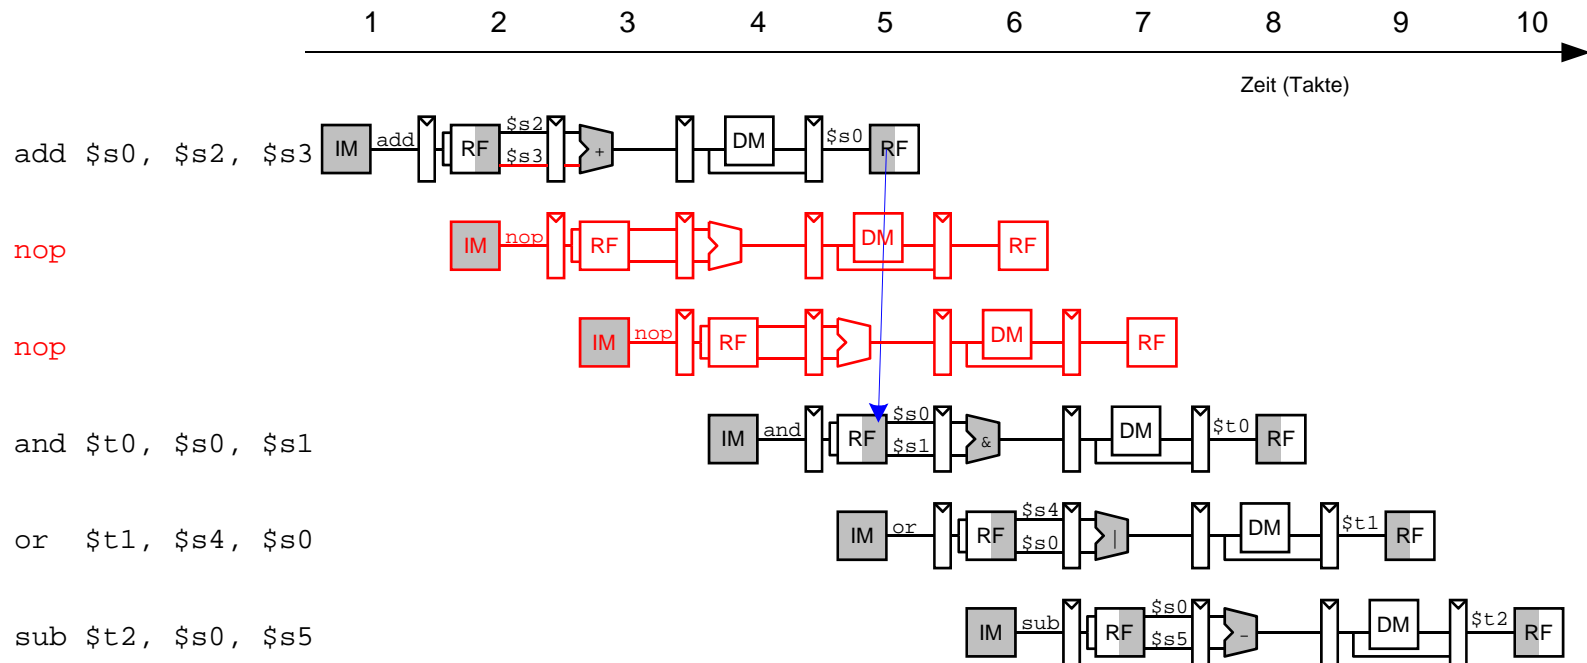 1 2 3 4 5 6 7 8 9 10
Zeit (Takte)
add $s0, $s2, $s3 IM add RF $s2 $s3 + DM $s0 RF
nop IM nop RF DM RF
nop IM nop RF DM RF
and $t0, $s0, $s1 IM and RF $s0 $s1 & DM $t0 RF
or $t1, $s4, $s0 IM or RF $s4 $s0 | DM $t1 RF
sub $t2, $s0, $s5 IM sub RF $s0 $s5 - DM $t2 RF